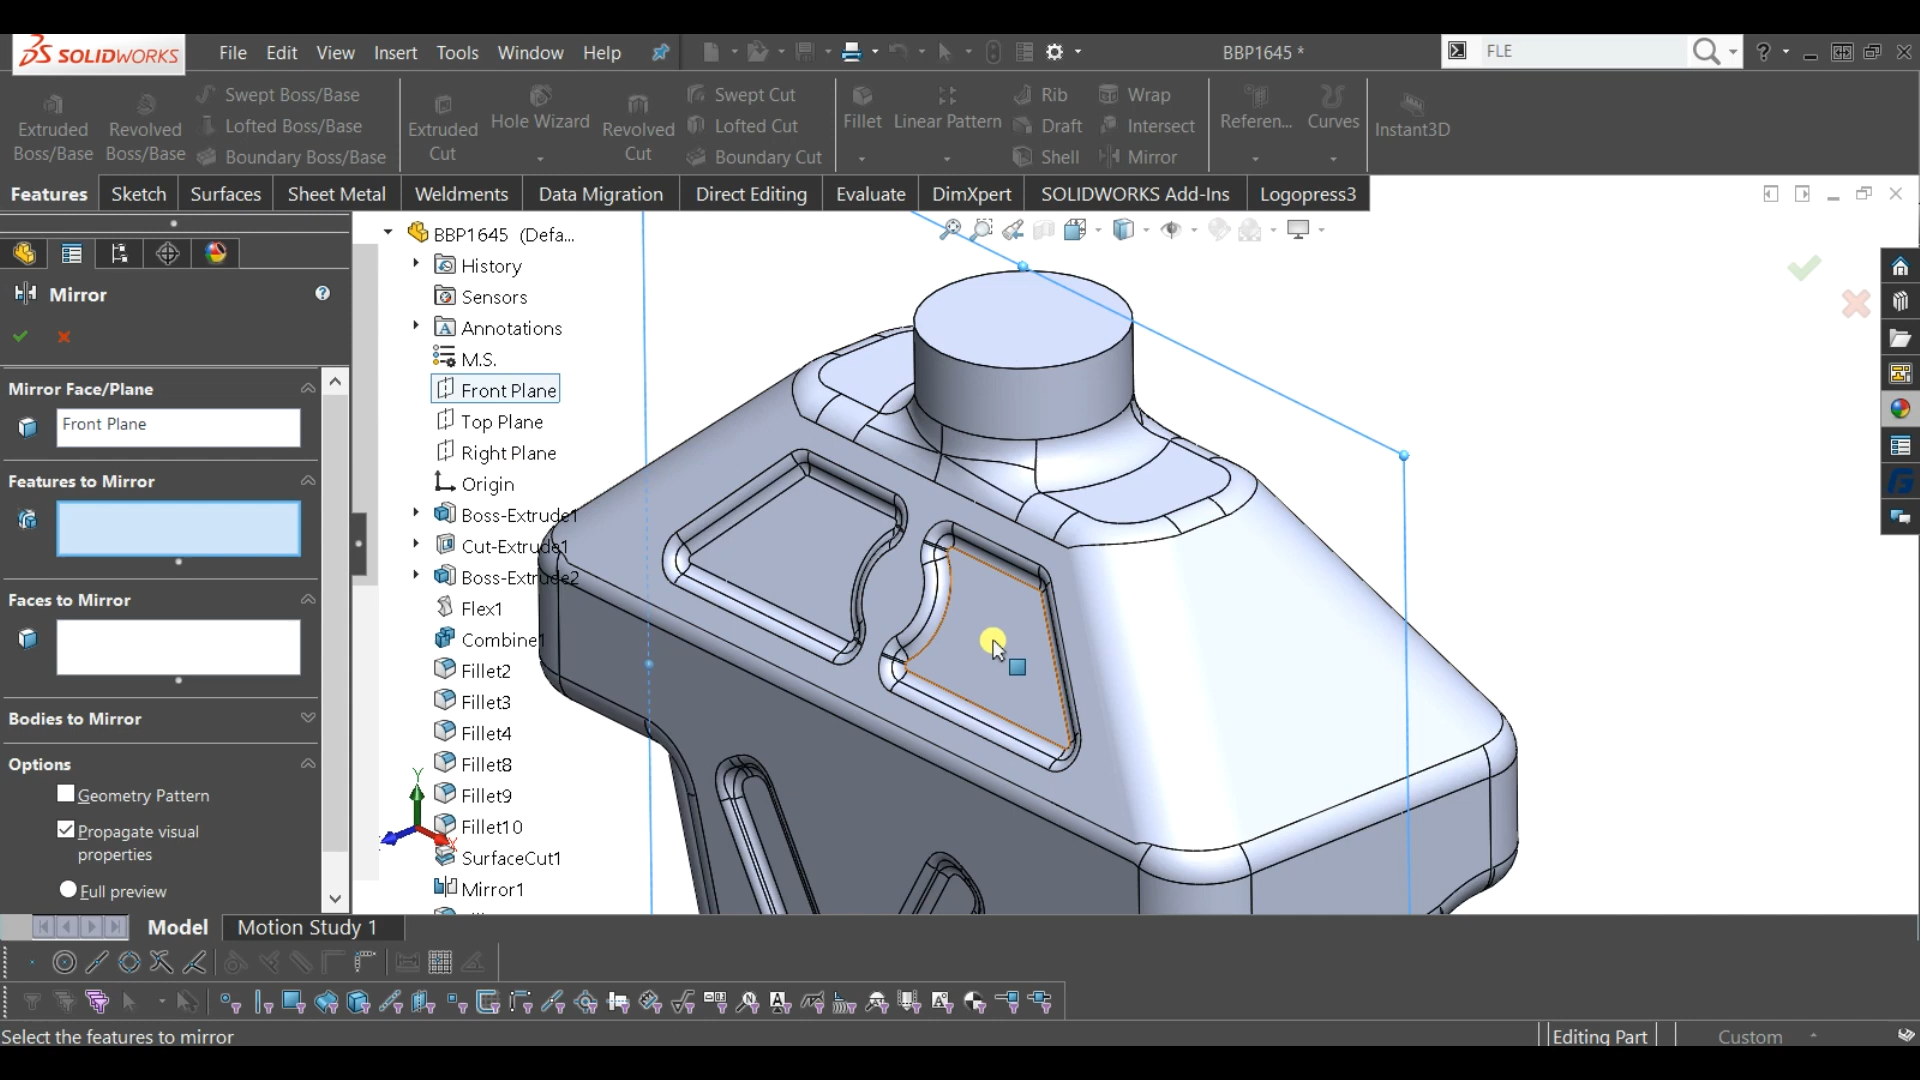 SOLIDWORKS
File Edit View Insert Tools Window Help
BBP1645 *
FLE
Extruded Boss/Base
Revolved Boss/Base
Swept Boss/Base
Lofted Boss/Base
Boundary Boss/Base
Extruded Cut
Hole Wizard
Revolved Cut
Swept Cut
Lofted Cut
Boundary Cut
Fillet
Linear Pattern
Rib
Draft
Shell
Wrap
Intersect
Mirror
Referen...
Curves
Instant3D
Features Sketch Surfaces Sheet Metal Weldments Data Migration Direct Editing Evaluate DimXpert SOLIDWORKS Add-Ins Logopress3
Mirror
Mirror Face/Plane
Front Plane
Features to Mirror
Faces to Mirror
Bodies to Mirror
Options
Geometry Pattern
Propagate visual
properties
Full preview
BBP1645 (Defa...
History
Sensors
Annotations
M.S.
Front Plane
Top Plane
Right Plane
Origin
Boss-Extrude1
Cut-Extrude1
Boss-Extrude2
Flex1
Combine1
Fillet2
Fillet3
Fillet4
Fillet8
Fillet9
Fillet10
SurfaceCut1
Mirror1
Y
X
Model Motion Study 1
Select the features to mirror
Editing Part
Custom